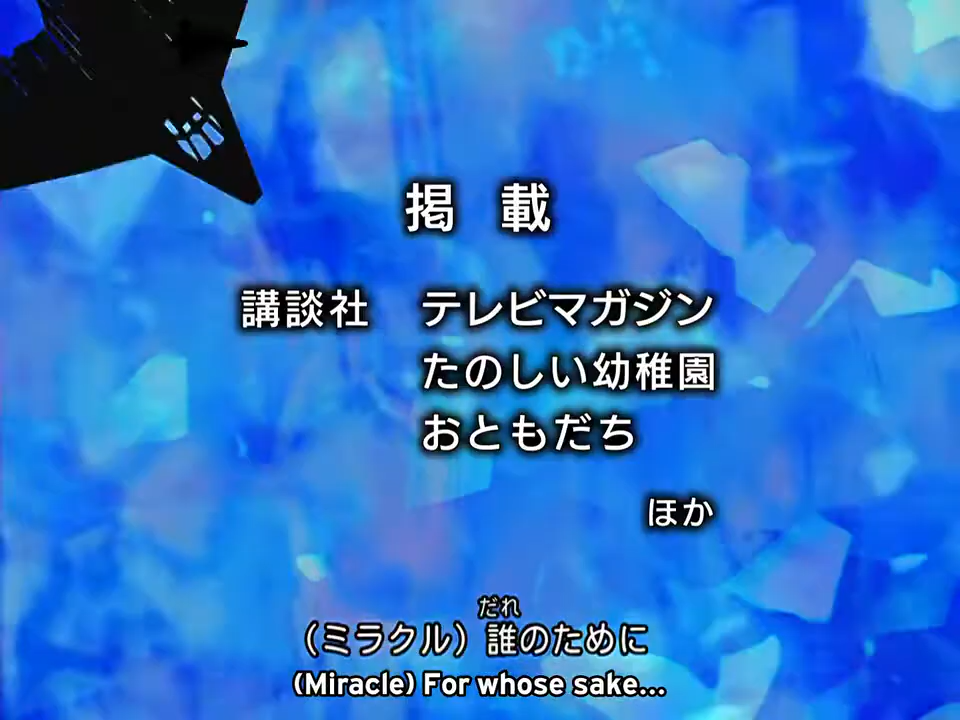 掲 載
講談社 テレビマガジン
たのしい幼稚園
おともだち
ほか
だれ
（ミラクル）誰のために
(Miracle) For whose sake...